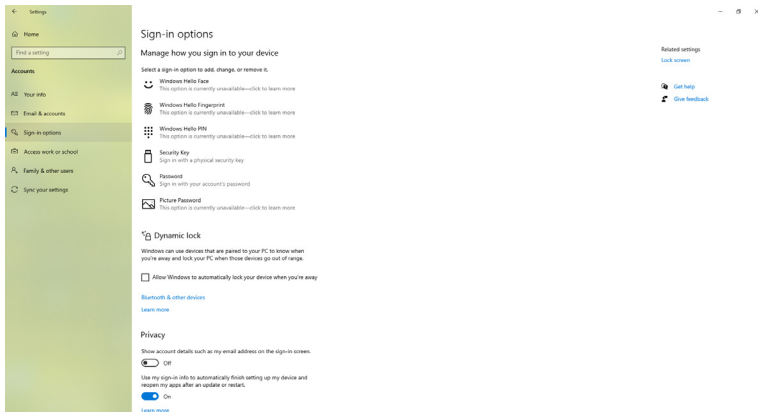 Settings
Home
Find a setting
Accounts
Your info
Email & accounts
Sign-in options
Access work or school
Family & other users
Sync your settings
Sign-in options
Manage how you sign in to your device
Select a sign-in option to add, change, or remove it.
Windows Hello Face
This option is currently unavailable—click to learn more
Windows Hello Fingerprint
This option is currently unavailable—click to learn more
Windows Hello PIN
This option is currently unavailable—click to learn more
Security Key
Sign in with a physical security key
Password
Sign in with your account's password
Picture Password
This option is currently unavailable—click to learn more
Dynamic lock
Windows can use devices that are paired to your PC to know when
you're away and lock your PC when those devices go out of range.
Allow Windows to automatically lock your device when you're away
Bluetooth & other devices
Learn more
Privacy
Show account details such as my email address on the sign-in screen.
Off
Use my sign-in info to automatically finish setting up my device and
reopen my apps after an update or restart.
On
Learn more
Related settings
Lock screen
Get help
Give feedback